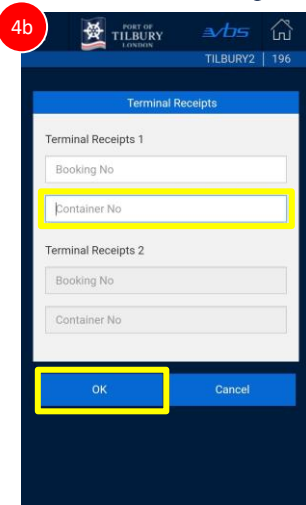 4b
PORT OF
TILBURY
LONDON
vbs
TILBURY2 | 196
Terminal Receipts
Terminal Receipts 1
Booking No
Container No
Terminal Receipts 2
Booking No
Container No
OK Cancel